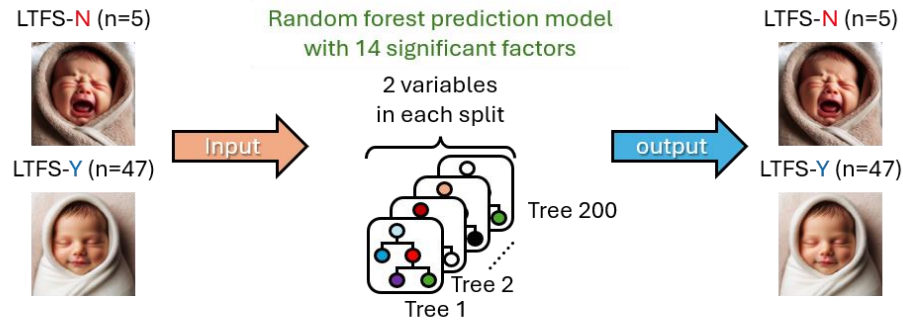 LTFS-N (n=5)
LTFS-Y (n=47)
Input
Random forest prediction model
with 14 significant factors
2 variables
in each split
Tree 200
Tree 2
Tree 1
output
LTFS-N (n=5)
LTFS-Y (n=47)